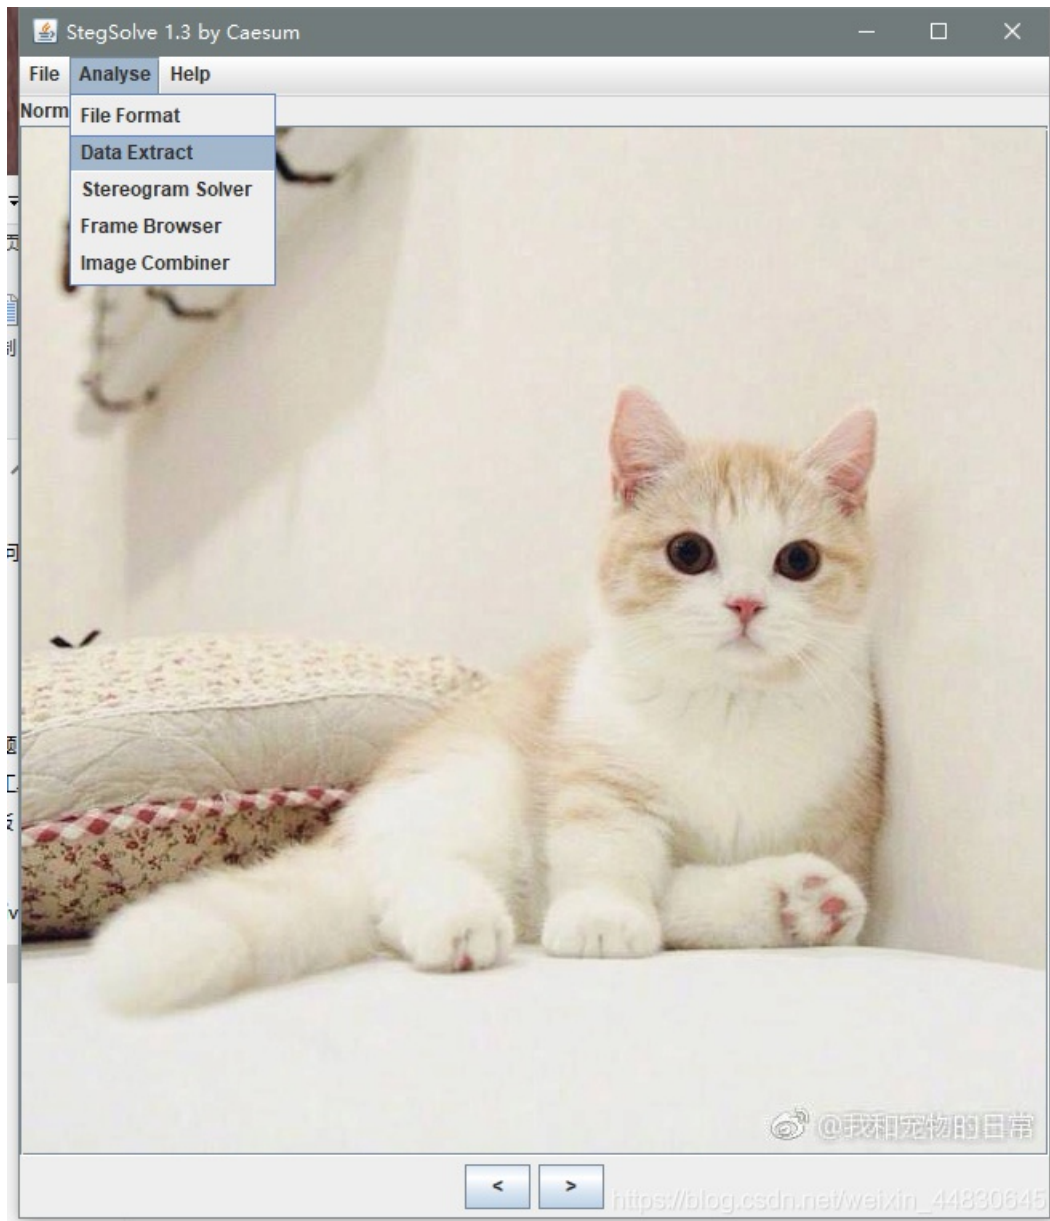 StegSolve 1.3 by Caesum
File Analyse Help
Norm
File Format
Data Extract
Stereogram Solver
Frame Browser
Image Combiner
@我和宠物的日常
< >
https://blog.csdn.net/weixin_44830645